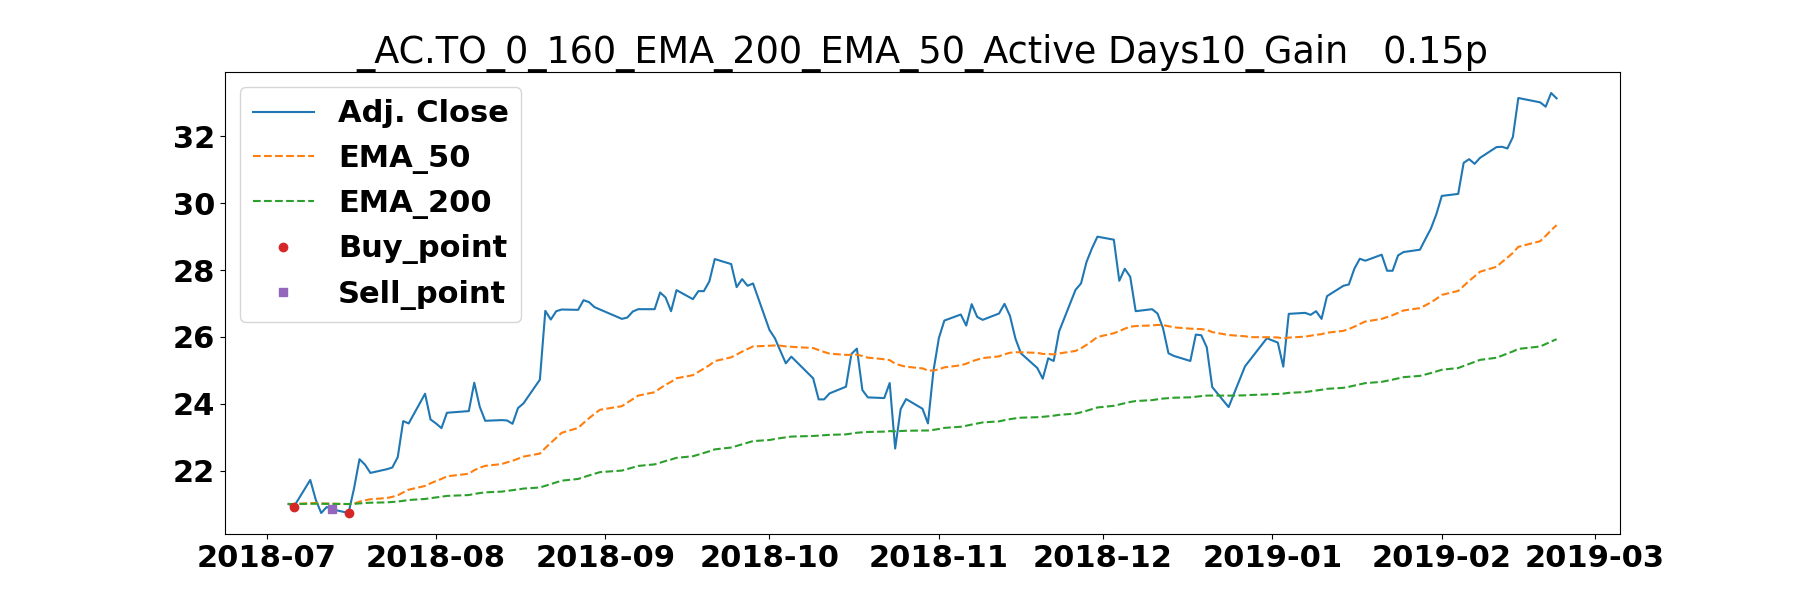 _AC.TO_0_160_EMA_200_EMA_50_Active Days10_Gain   0.15p
Adj. Close
EMA_50
EMA_200
Buy_point
Sell_point
32
30
28
26
24
22
2018-07 2018-08 2018-09 2018-10 2018-11 2018-12 2019-01 2019-02 2019-03